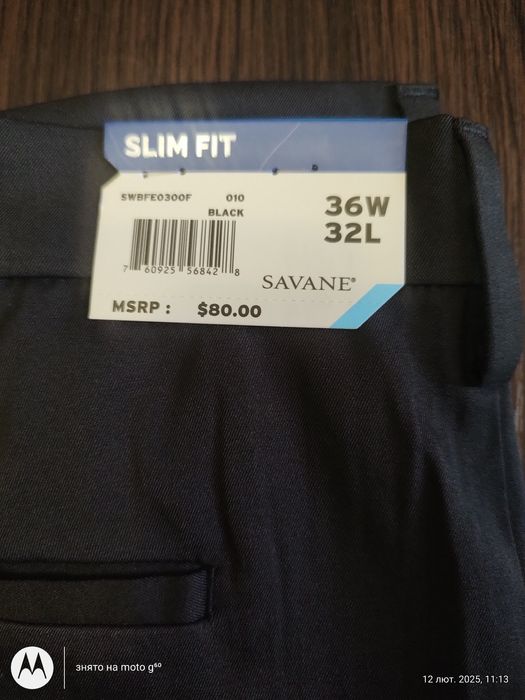 SLIM FIT
SWBFE0300F 010
BLACK
36W
32L
7 60925 56842 8
SAVANE®
MSRP : $80.00
знято на moto g⁶⁰
12 лют. 2025, 11:13